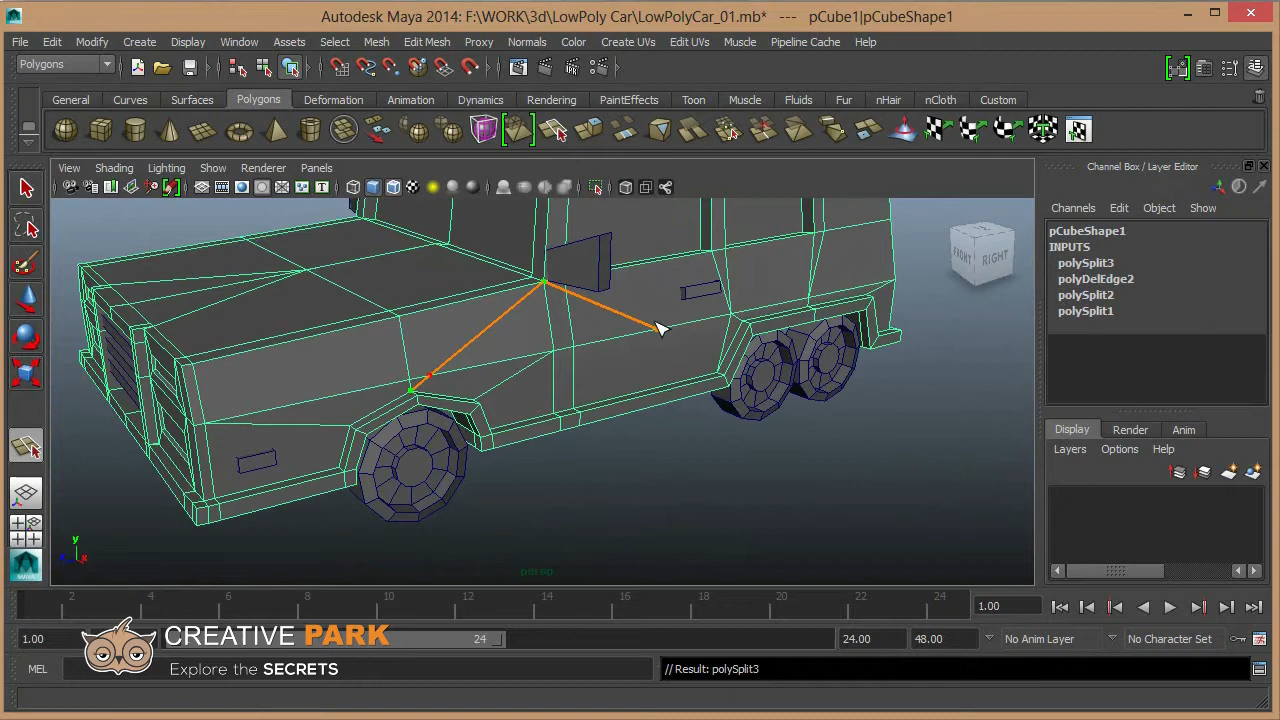 Autodesk Maya 2014: F:\WORK\3d\LowPoly Car\LowPolyCar_01.mb*   ---   pCube1|pCubeShape1
File Edit Modify Create Display Window Assets Select Mesh Edit Mesh Proxy Normals Color Create UVs Edit UVs Muscle Pipeline Cache Help
Polygons
General Curves Surfaces Polygons Deformation Animation Dynamics Rendering PaintEffects Toon Muscle Fluids Fur nHair nCloth Custom
View Shading Lighting Show Renderer Panels
Channel Box / Layer Editor
FRONT RIGHT
Channels Edit Object Show
pCubeShape1
INPUTS
polySplit3
polyDelEdge2
polySplit2
polySplit1
Display Render Anim
Layers Options Help
y
x
persp
MAYA
2 4 6 8 10 12 14 16 18 20 22 24
1.00
1.00 24 24.00 48.00 No Anim Layer No Character Set
CREATIVE PARK
Explore the SECRETS
MEL
// Result: polySplit3